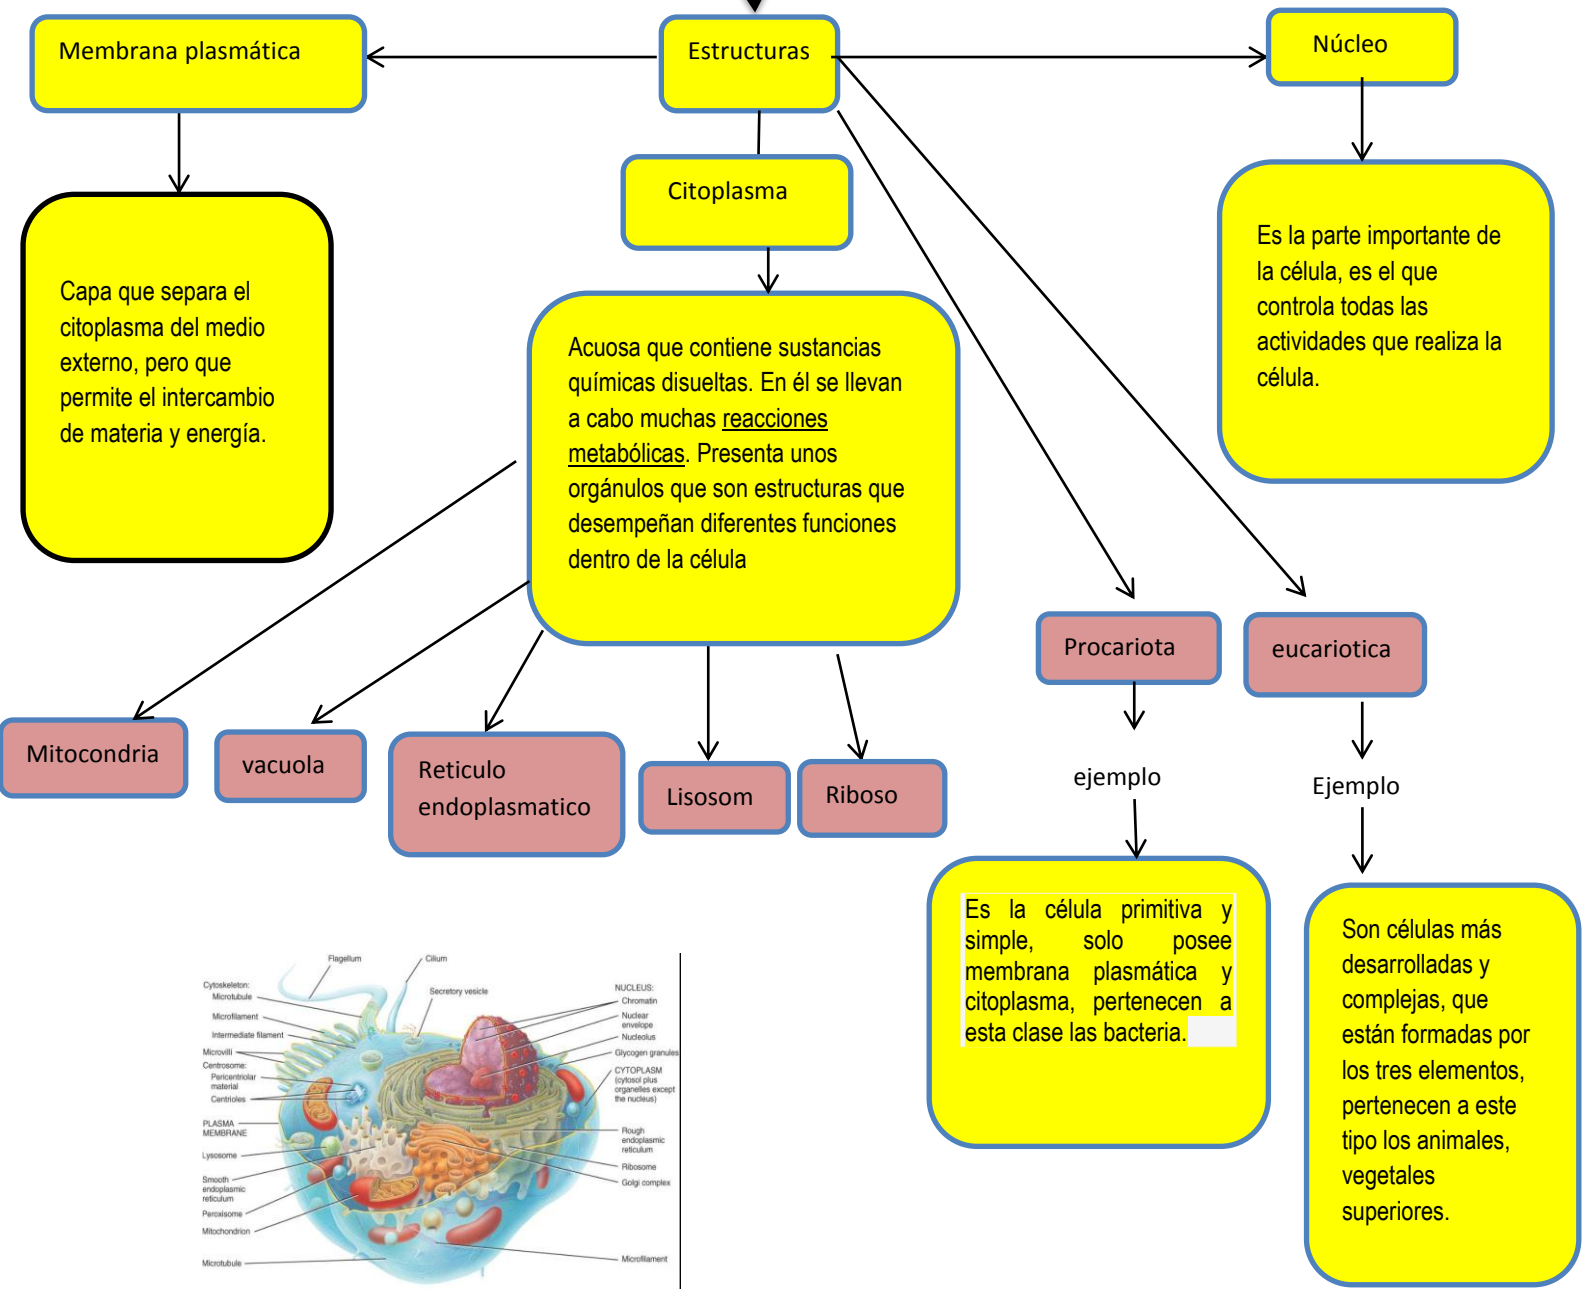 Membrana plasmática
Estructuras
Núcleo
Citoplasma
Capa que separa el
citoplasma del medio
externo, pero que
permite el intercambio
de materia y energía.
Acuosa que contiene sustancias
químicas disueltas. En él se llevan
a cabo muchas reacciones
metabólicas. Presenta unos
orgánulos que son estructuras que
desempeñan diferentes funciones
dentro de la célula
Es la parte importante de
la célula, es el que
controla todas las
actividades que realiza la
célula.
Procariota
eucariotica
Mitocondria
vacuola
Reticulo
endoplasmatico
Lisosom
Riboso
ejemplo
Ejemplo
Es la célula primitiva y
simple, solo posee
membrana plasmática y
citoplasma, pertenecen a
esta clase las bacteria.
Son células más
desarrolladas y
complejas, que
están formadas por
los tres elementos,
pertenecen a este
tipo los animales,
vegetales
superiores.
Flagellum
Cilium
Secretory vesicle
Cytoskeleton:
Microtubule
Microfilament
Intermediate filament
Microvilli
Centrosome:
Pericentriolar
material
Centrioles
PLASMA
MEMBRANE
Lysosome
Smooth
endoplasmic
reticulum
Peroxisome
Mitochondrion
Microtubule
NUCLEUS:
Chromatin
Nuclear
envelope
Nucleolus
Glycogen granules
CYTOPLASM
(cytosol plus
organelles except
the nucleus)
Rough
endoplasmic
reticulum
Ribosome
Golgi complex
Microfilament